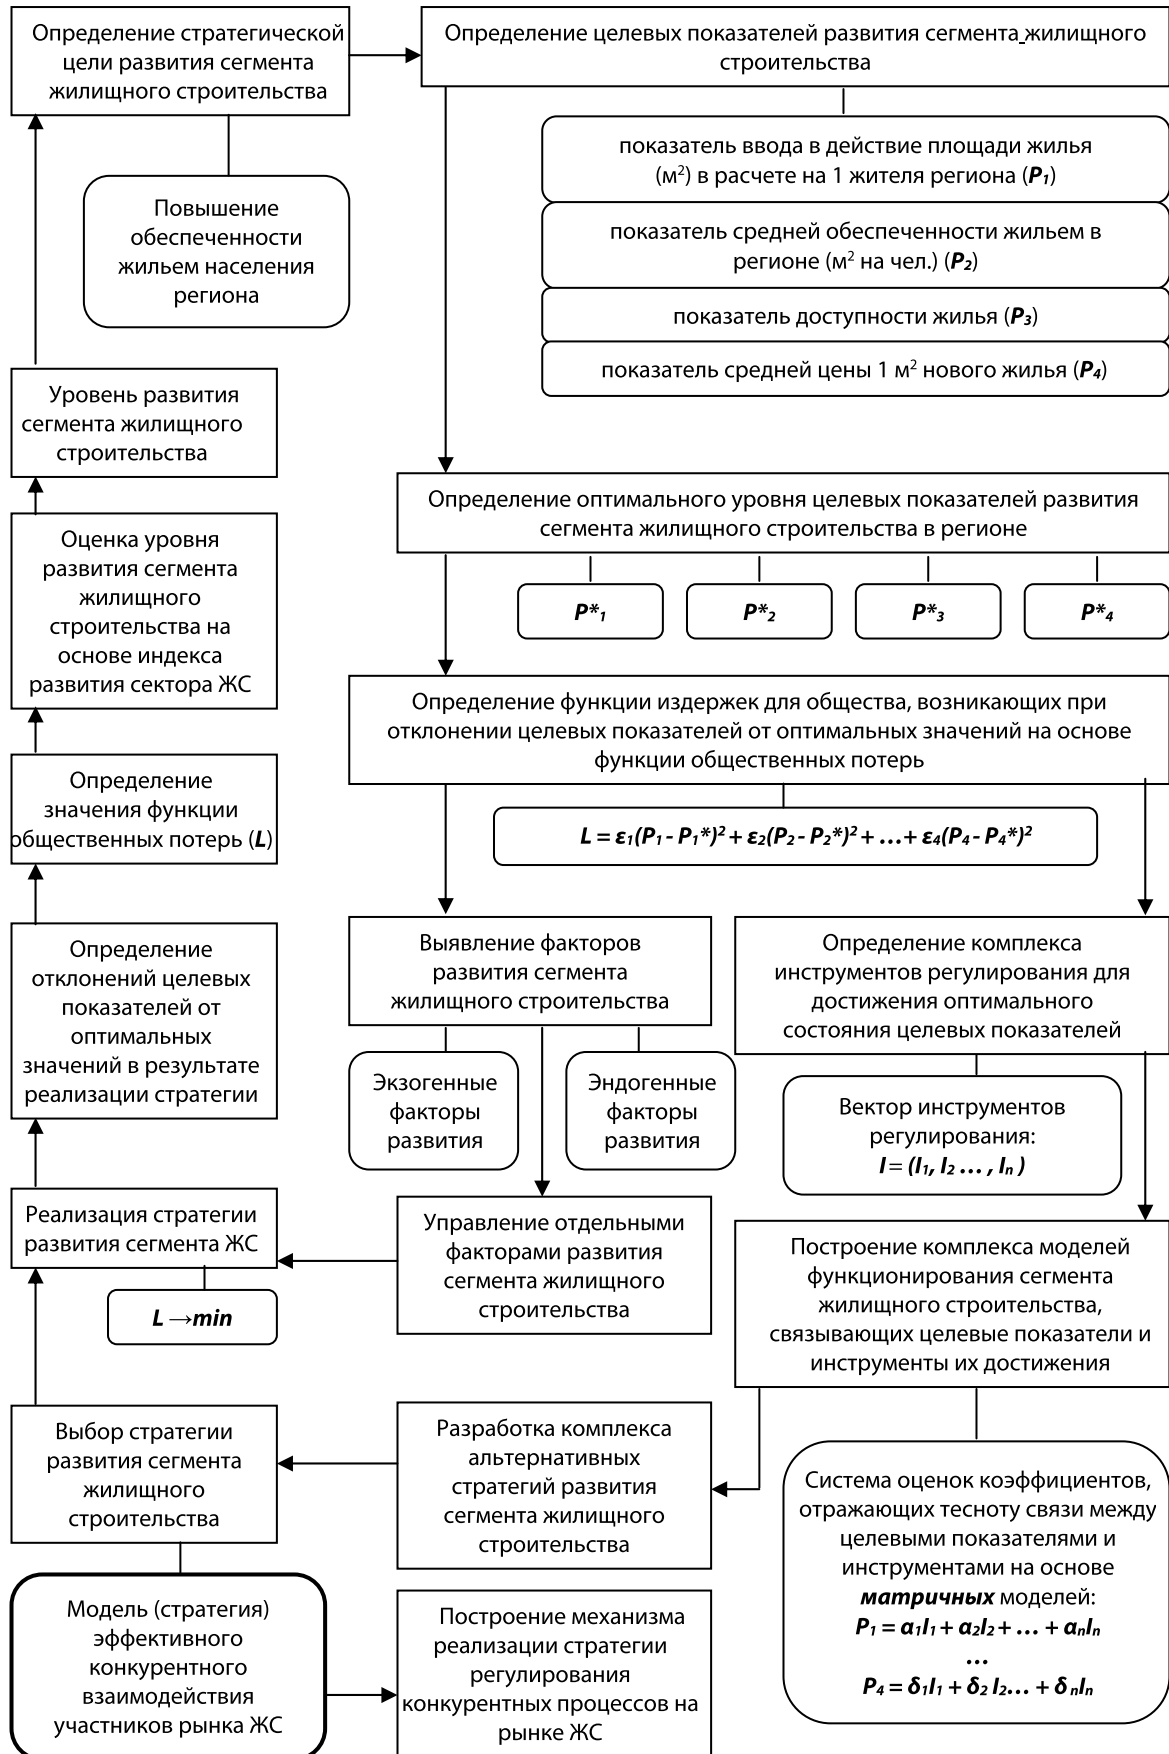 Определение стратегической
цели развития сегмента
жилищного строительства
Определение целевых показателей развития сегмента жилищного
строительства
показатель ввода в действие площади жилья
(м²) в расчете на 1 жителя региона (P₁)
показатель средней обеспеченности жильем в
регионе (м² на чел.) (P₂)
показатель доступности жилья (P₃)
показатель средней цены 1 м² нового жилья (P₄)
Повышение
обеспеченности
жильем населения
региона
Уровень развития
сегмента жилищного
строительства
Определение оптимального уровня целевых показателей развития
сегмента жилищного строительства в регионе
P*₁
P*₂
P*₃
P*₄
Оценка уровня
развития сегмента
жилищного
строительства на
основе индекса
развития сектора ЖС
Определение функции издержек для общества, возникающих при
отклонении целевых показателей от оптимальных значений на основе
функции общественных потерь
L = ε₁(P₁ - P₁*)² + ε₂(P₂ - P₂*)² + ...+ ε₄(P₄ - P₄*)²
Определение
значения функции
общественных потерь (L)
Определение
отклонений целевых
показателей от
оптимальных
значений в результате
реализации стратегии
Выявление факторов
развития сегмента
жилищного строительства
Экзогенные
факторы
развития
Эндогенные
факторы
развития
Определение комплекса
инструментов регулирования для
достижения оптимального
состояния целевых показателей
Вектор инструментов
регулирования:
I = (I₁, I₂ ... , Iₙ )
Реализация стратегии
развития сегмента ЖС
L →min
Управление отдельными
факторами развития
сегмента жилищного
строительства
Построение комплекса моделей
функционирования сегмента
жилищного строительства,
связывающих целевые показатели и
инструменты их достижения
Выбор стратегии
развития сегмента
жилищного
строительства
Разработка комплекса
альтернативных
стратегий развития
сегмента жилищного
строительства
Система оценок коэффициентов,
отражающих тесноту связи между
целевыми показателями и
инструментами на основе
матричных моделей:
P₁ = α₁I₁ + α₂I₂ + ... + αₙIₙ
...
P₄ = δ₁I₁ + δ₂ I₂... + δₙIₙ
Модель (стратегия)
эффективного
конкурентного
взаимодействия
участников рынка ЖС
Построение механизма
реализации стратегии
регулирования
конкурентных процессов на
рынке ЖС